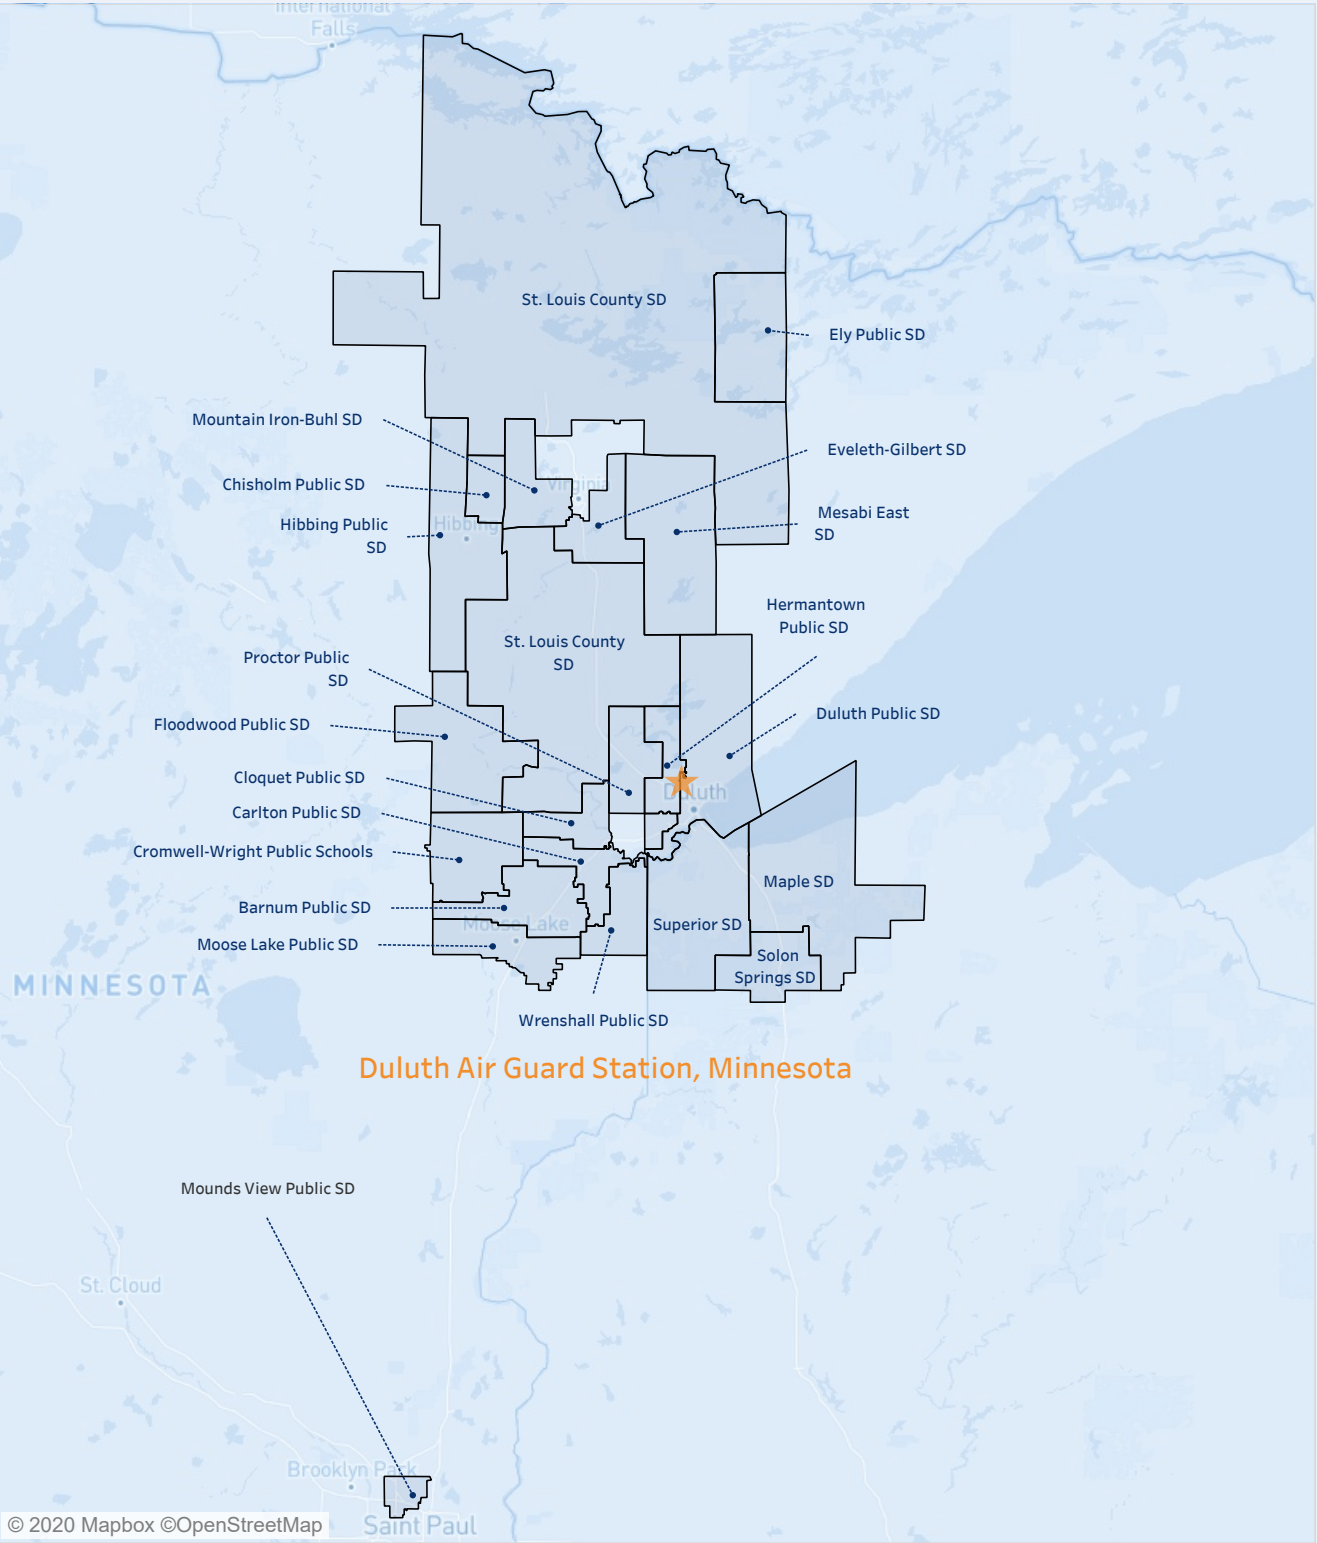 International
Falls
St. Louis County SD
Ely Public SD
Mountain Iron-Buhl SD
Eveleth-Gilbert SD
Chisholm Public SD
Virginia
Mesabi East
SD
Hibbing Public
SD
Hibbing
Hermantown
Public SD
St. Louis County
SD
Proctor Public
SD
Floodwood Public SD
Duluth Public SD
Cloquet Public SD
Duluth
Carlton Public SD
Cromwell-Wright Public Schools
Maple SD
Barnum Public SD
Moose Lake
Superior SD
Moose Lake Public SD
Solon
Springs SD
MINNESOTA
Wrenshall Public SD
Duluth Air Guard Station, Minnesota
Mounds View Public SD
St. Cloud
Brooklyn Park
Saint Paul
© 2020 Mapbox ©OpenStreetMap